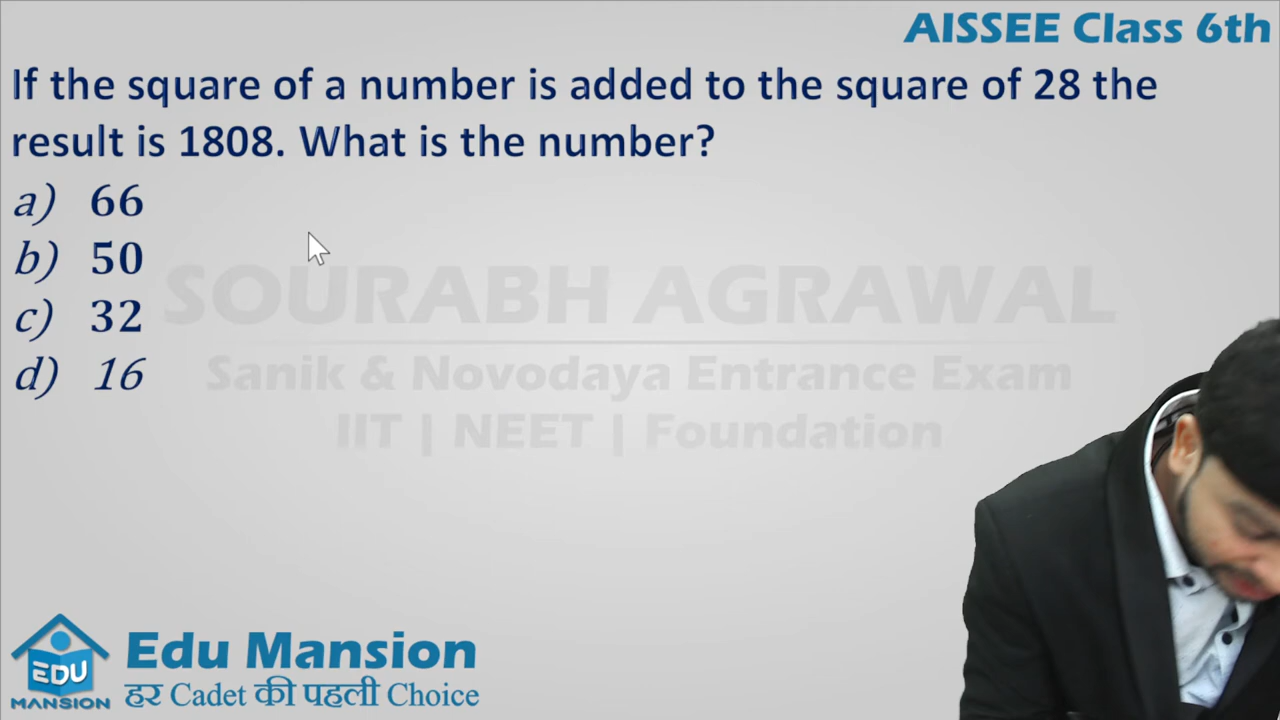 AISSEE Class 6th
If the square of a number is added to the square of 28 the
result is 1808. What is the number?
a) 66
b) 50
c) 32
d) 16
SOURABH AGRAWAL
Sanik & Novodaya Entrance Exam
IIT | NEET | Foundation
EDU
MANSION
Edu Mansion
हर Cadet की पहली Choice